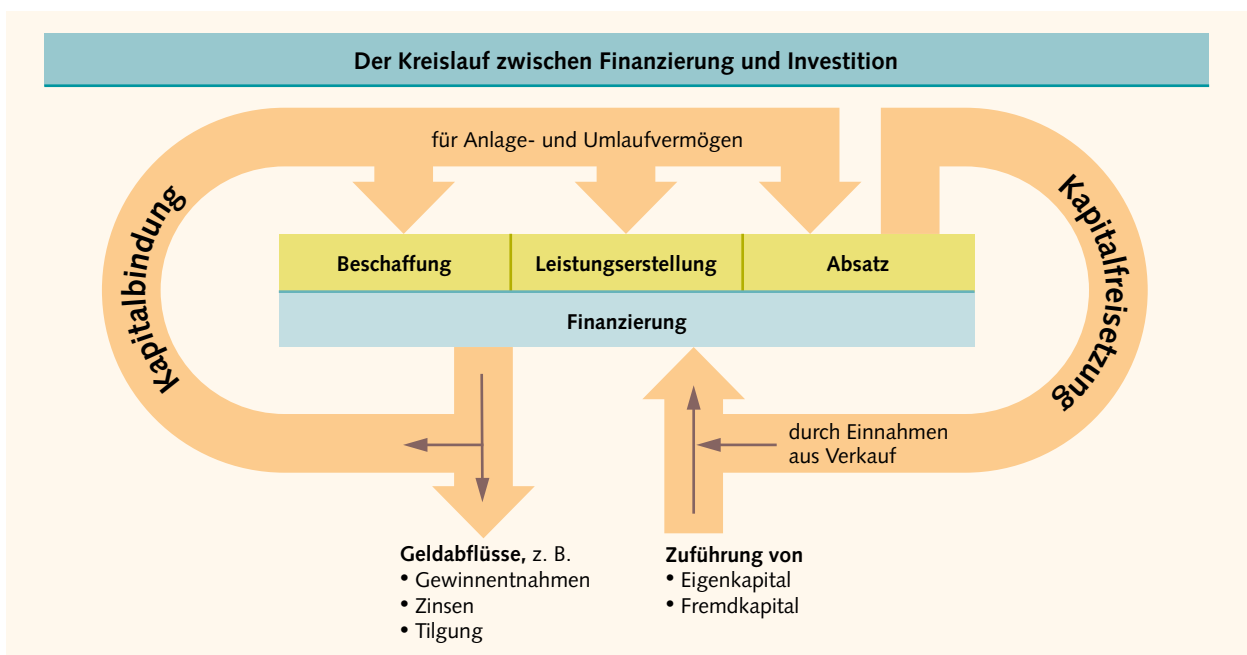 Der Kreislauf zwischen Finanzierung und Investition
für Anlage- und Umlaufvermögen
Kapitalbindung
Kapitalfreisetzung
Beschaffung
Leistungserstellung
Absatz
Finanzierung
durch Einnahmen
aus Verkauf
Geldabflüsse, z. B.
• Gewinnentnahmen
• Zinsen
• Tilgung
Zuführung von
• Eigenkapital
• Fremdkapital